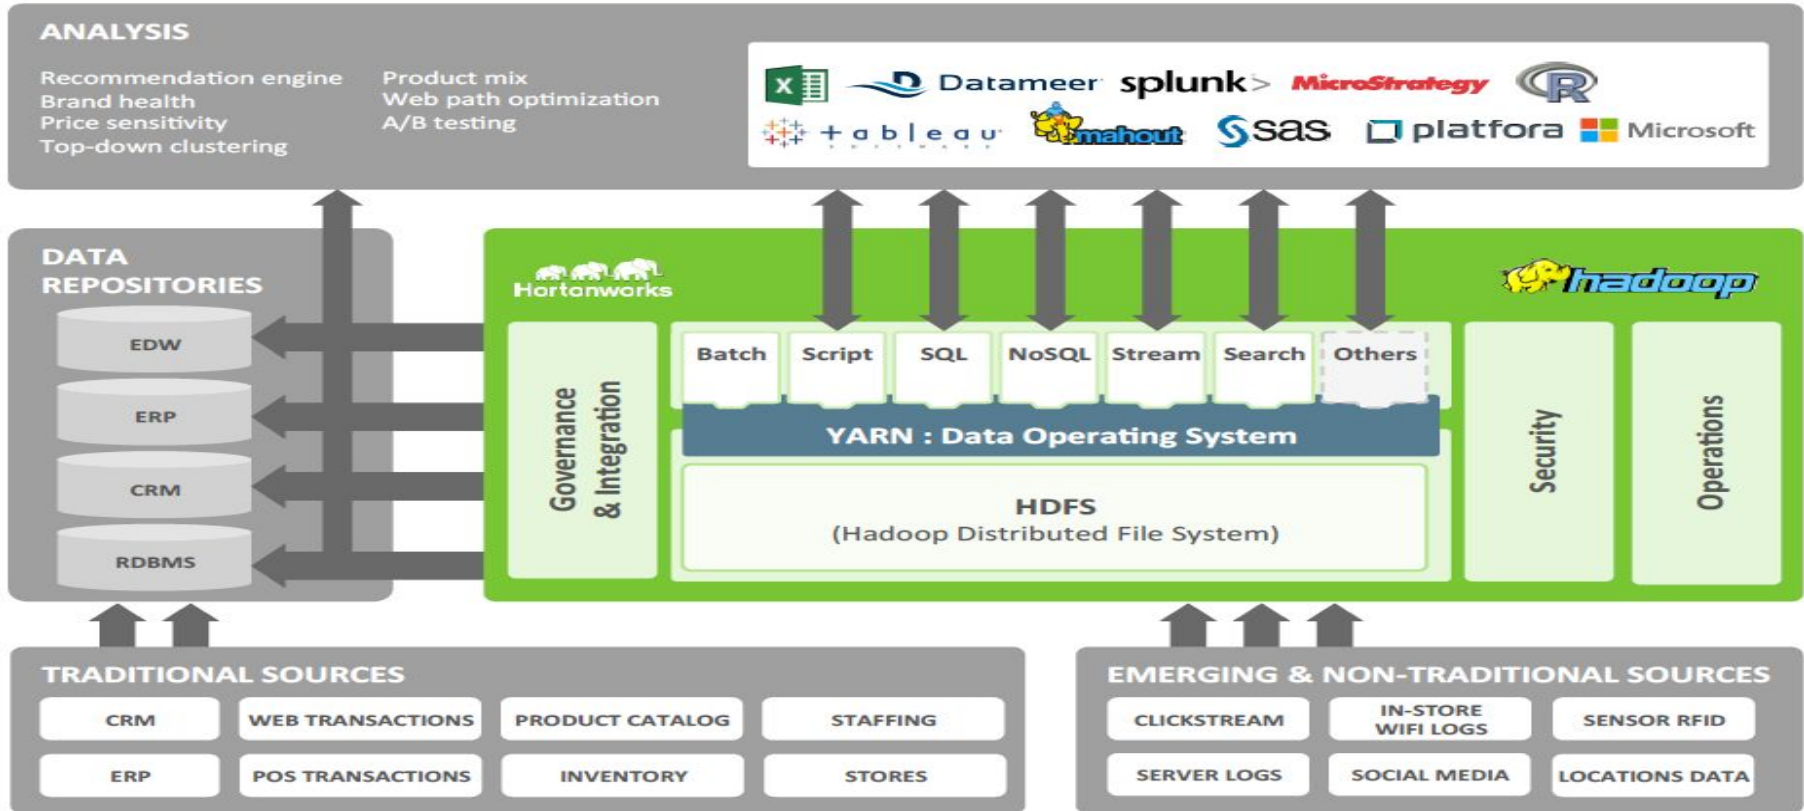 ANALYSIS
Recommendation engine
Brand health
Price sensitivity
Top-down clustering
Product mix
Web path optimization
A/B testing
Datameer splunk> MicroStrategy R
+ a b l e a u mahout sas platfora Microsoft
DATA
REPOSITORIES
EDW
ERP
CRM
RDBMS
Hortonworks
hadoop
Governance
& Integration
Batch Script SQL NoSQL Stream Search Others
YARN : Data Operating System
HDFS
(Hadoop Distributed File System)
Security
Operations
TRADITIONAL SOURCES
CRM WEB TRANSACTIONS PRODUCT CATALOG STAFFING
ERP POS TRANSACTIONS INVENTORY STORES
EMERGING & NON-TRADITIONAL SOURCES
CLICKSTREAM
IN-STORE
WIFI LOGS
SENSOR RFID
SERVER LOGS SOCIAL MEDIA LOCATIONS DATA